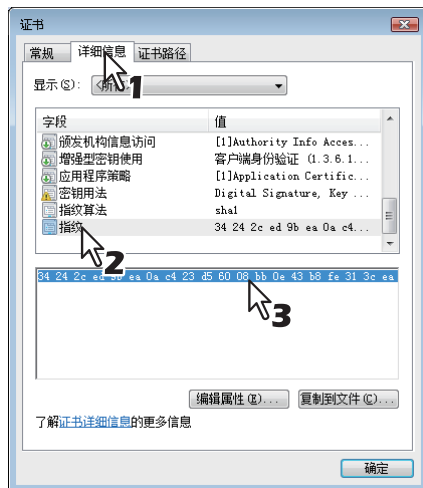 证书
常规 详细信息 证书路径
1
显示(S):
字段 值
颁发机构信息访问 [1]Authority Info Acces...
增强型密钥使用 客户端身份验证 (1.3.6.1...
应用程序策略 [1]Application Certific...
密钥用法 Digital Signature, Key ...
指纹算法 sha1
指纹 34 24 2c ed 9b ea 0a c4...
2
34 24 2c ed 9b ea 0a c4 23 d5 60 08 bb 0e 43 b8 fe 31 3c ea
3
编辑属性(E)... 复制到文件(C)...
了解证书详细信息的更多信息
确定